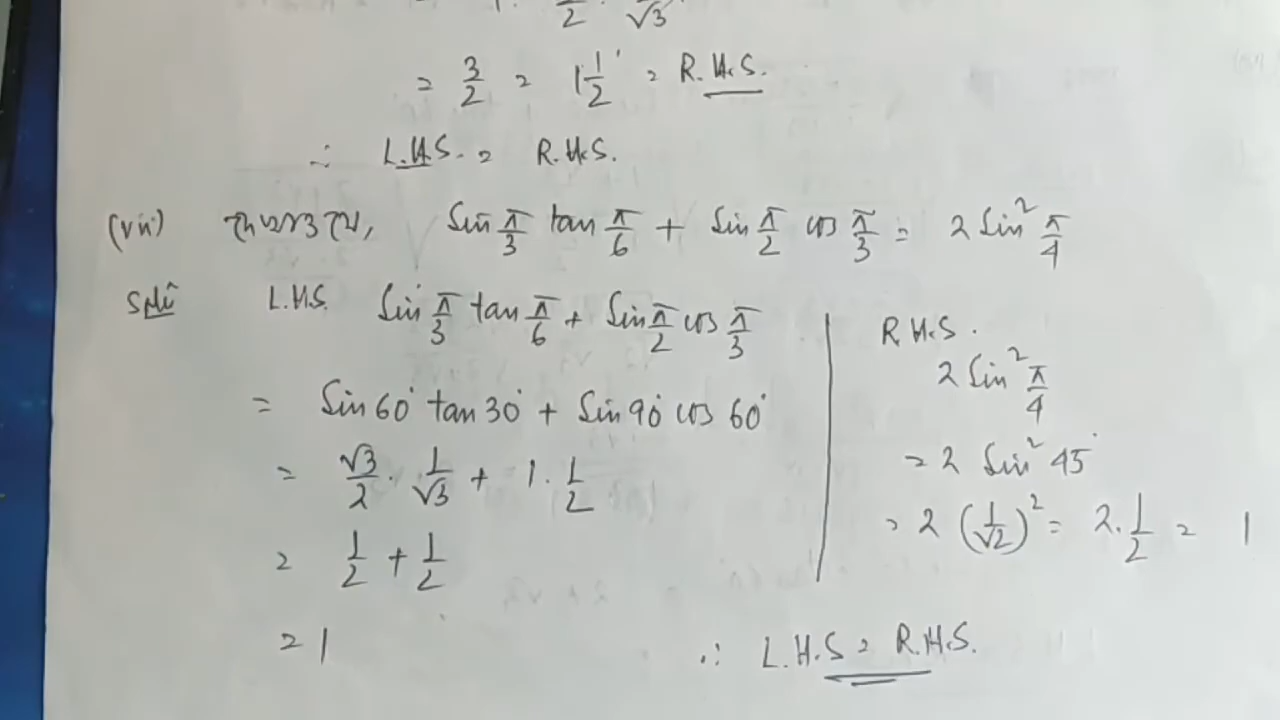 2 √3
= 3/2 = 1 1/2 = R.H.S.
∴ L.H.S. = R.H.S.
(vii) sin π/3 tan π/6 + sin π/2 cos π/3 = 2 sin² π/4
L.H.S. sin π/3 tan π/6 + sin π/2 cos π/3
= sin 60° tan 30° + sin 90° cos 60°
= √3/2 · 1/√3 + 1 · 1/2
= 1/2 + 1/2
= 1
R.H.S.
2 sin² π/4
= 2 sin² 45°
= 2 (1/√2)² = 2 · 1/2 = 1
∴ L.H.S = R.H.S.